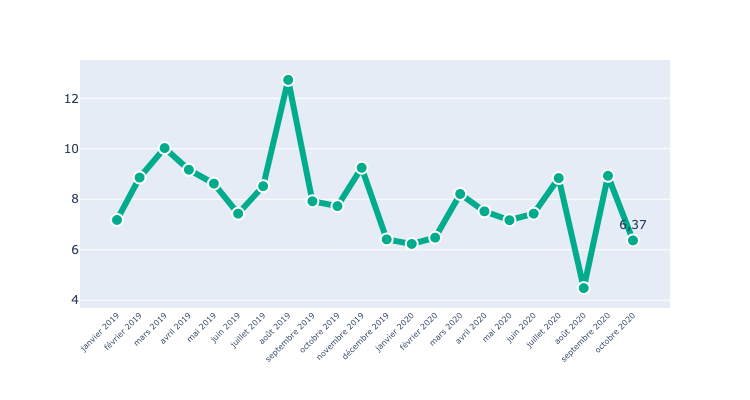 12
10
8
6
4
6.37
janvier 2019
février 2019
mars 2019
avril 2019
mai 2019
juin 2019
juillet 2019
août 2019
septembre 2019
octobre 2019
novembre 2019
décembre 2019
janvier 2020
février 2020
mars 2020
avril 2020
mai 2020
juin 2020
juillet 2020
août 2020
septembre 2020
octobre 2020